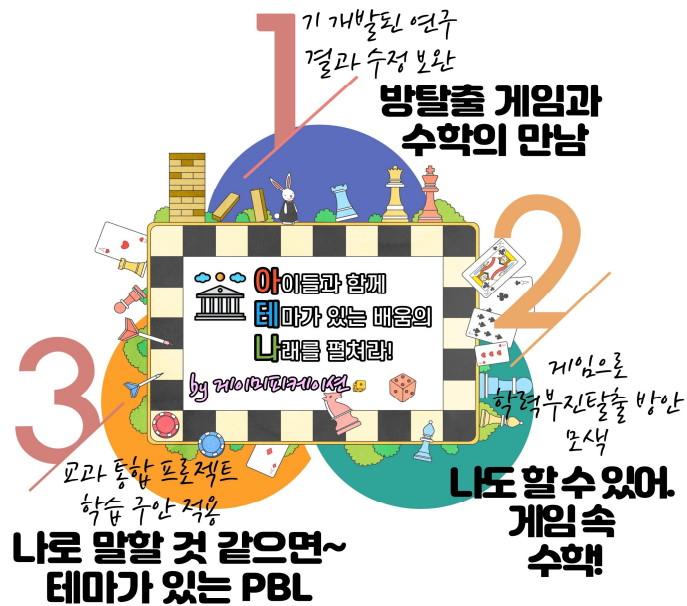 1
기 개발된 연구
결과 수정 보완
방탈출 게임과
수학의 만남
아이들과 함께
테마가 있는 배움의
나래를 펼쳐라!
by 게이미피케이션
2
게임으로
학력부진탈출 방안
모색
나도 할 수 있어.
게임 속
수학!
3
교과 통합 프로젝트
학습 구안 적용
나로 말할 것 같으면~
테마가 있는 PBL